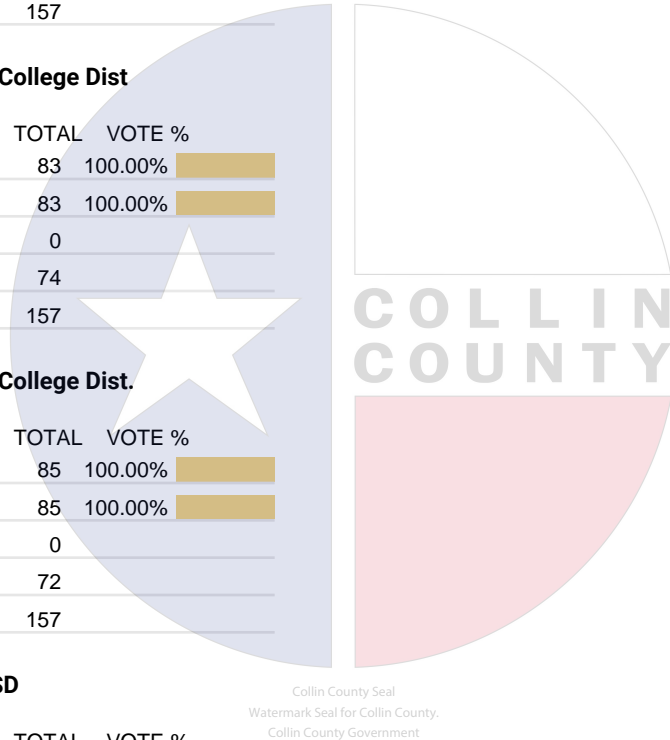 157
College Dist
TOTAL VOTE %
83 100.00%
83 100.00%
0
74
157
College Dist.
TOTAL VOTE %
85 100.00%
85 100.00%
0
72
157
SD
TOTAL VOTE %
COLLIN
COUNTY
Collin County Seal
Watermark Seal for Collin County.
Collin County Government